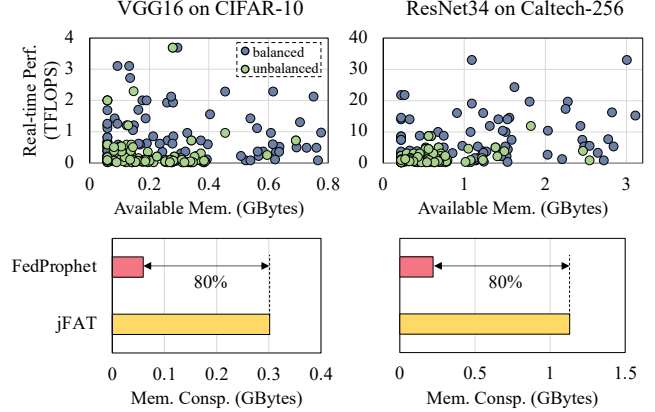 VGG16 on CIFAR-10
ResNet34 on Caltech-256
Real-time Perf.
(TFLOPS)
4
3
2
1
0
balanced
unbalanced
0 0.2 0.4 0.6 0.8
Available Mem. (GBytes)
40
30
20
10
0
0 1 2 3
Available Mem. (GBytes)
FedProphet
jFAT
80%
0 0.1 0.2 0.3 0.4
Mem. Consp. (GBytes)
80%
0 0.5 1 1.5
Mem. Consp. (GBytes)